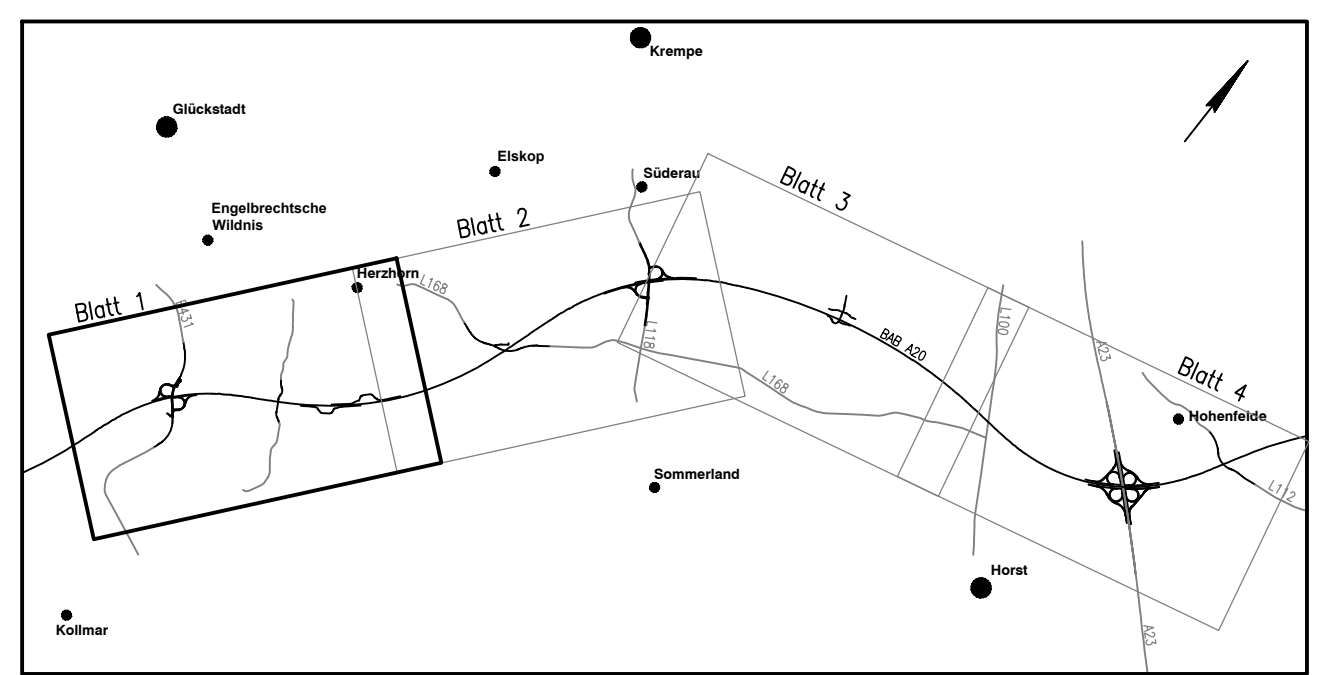 Krempe
Glückstadt
Elskop
Süderau
Blatt 3
Engelbrechtsche
Wildnis
Blatt 2
Herzhorn
L168
Blatt 1
B431
L118
L100
BAB A20
A23
Blatt 4
L168
Hohenfelde
Sommerland
L112
Horst
Kollmar
A23